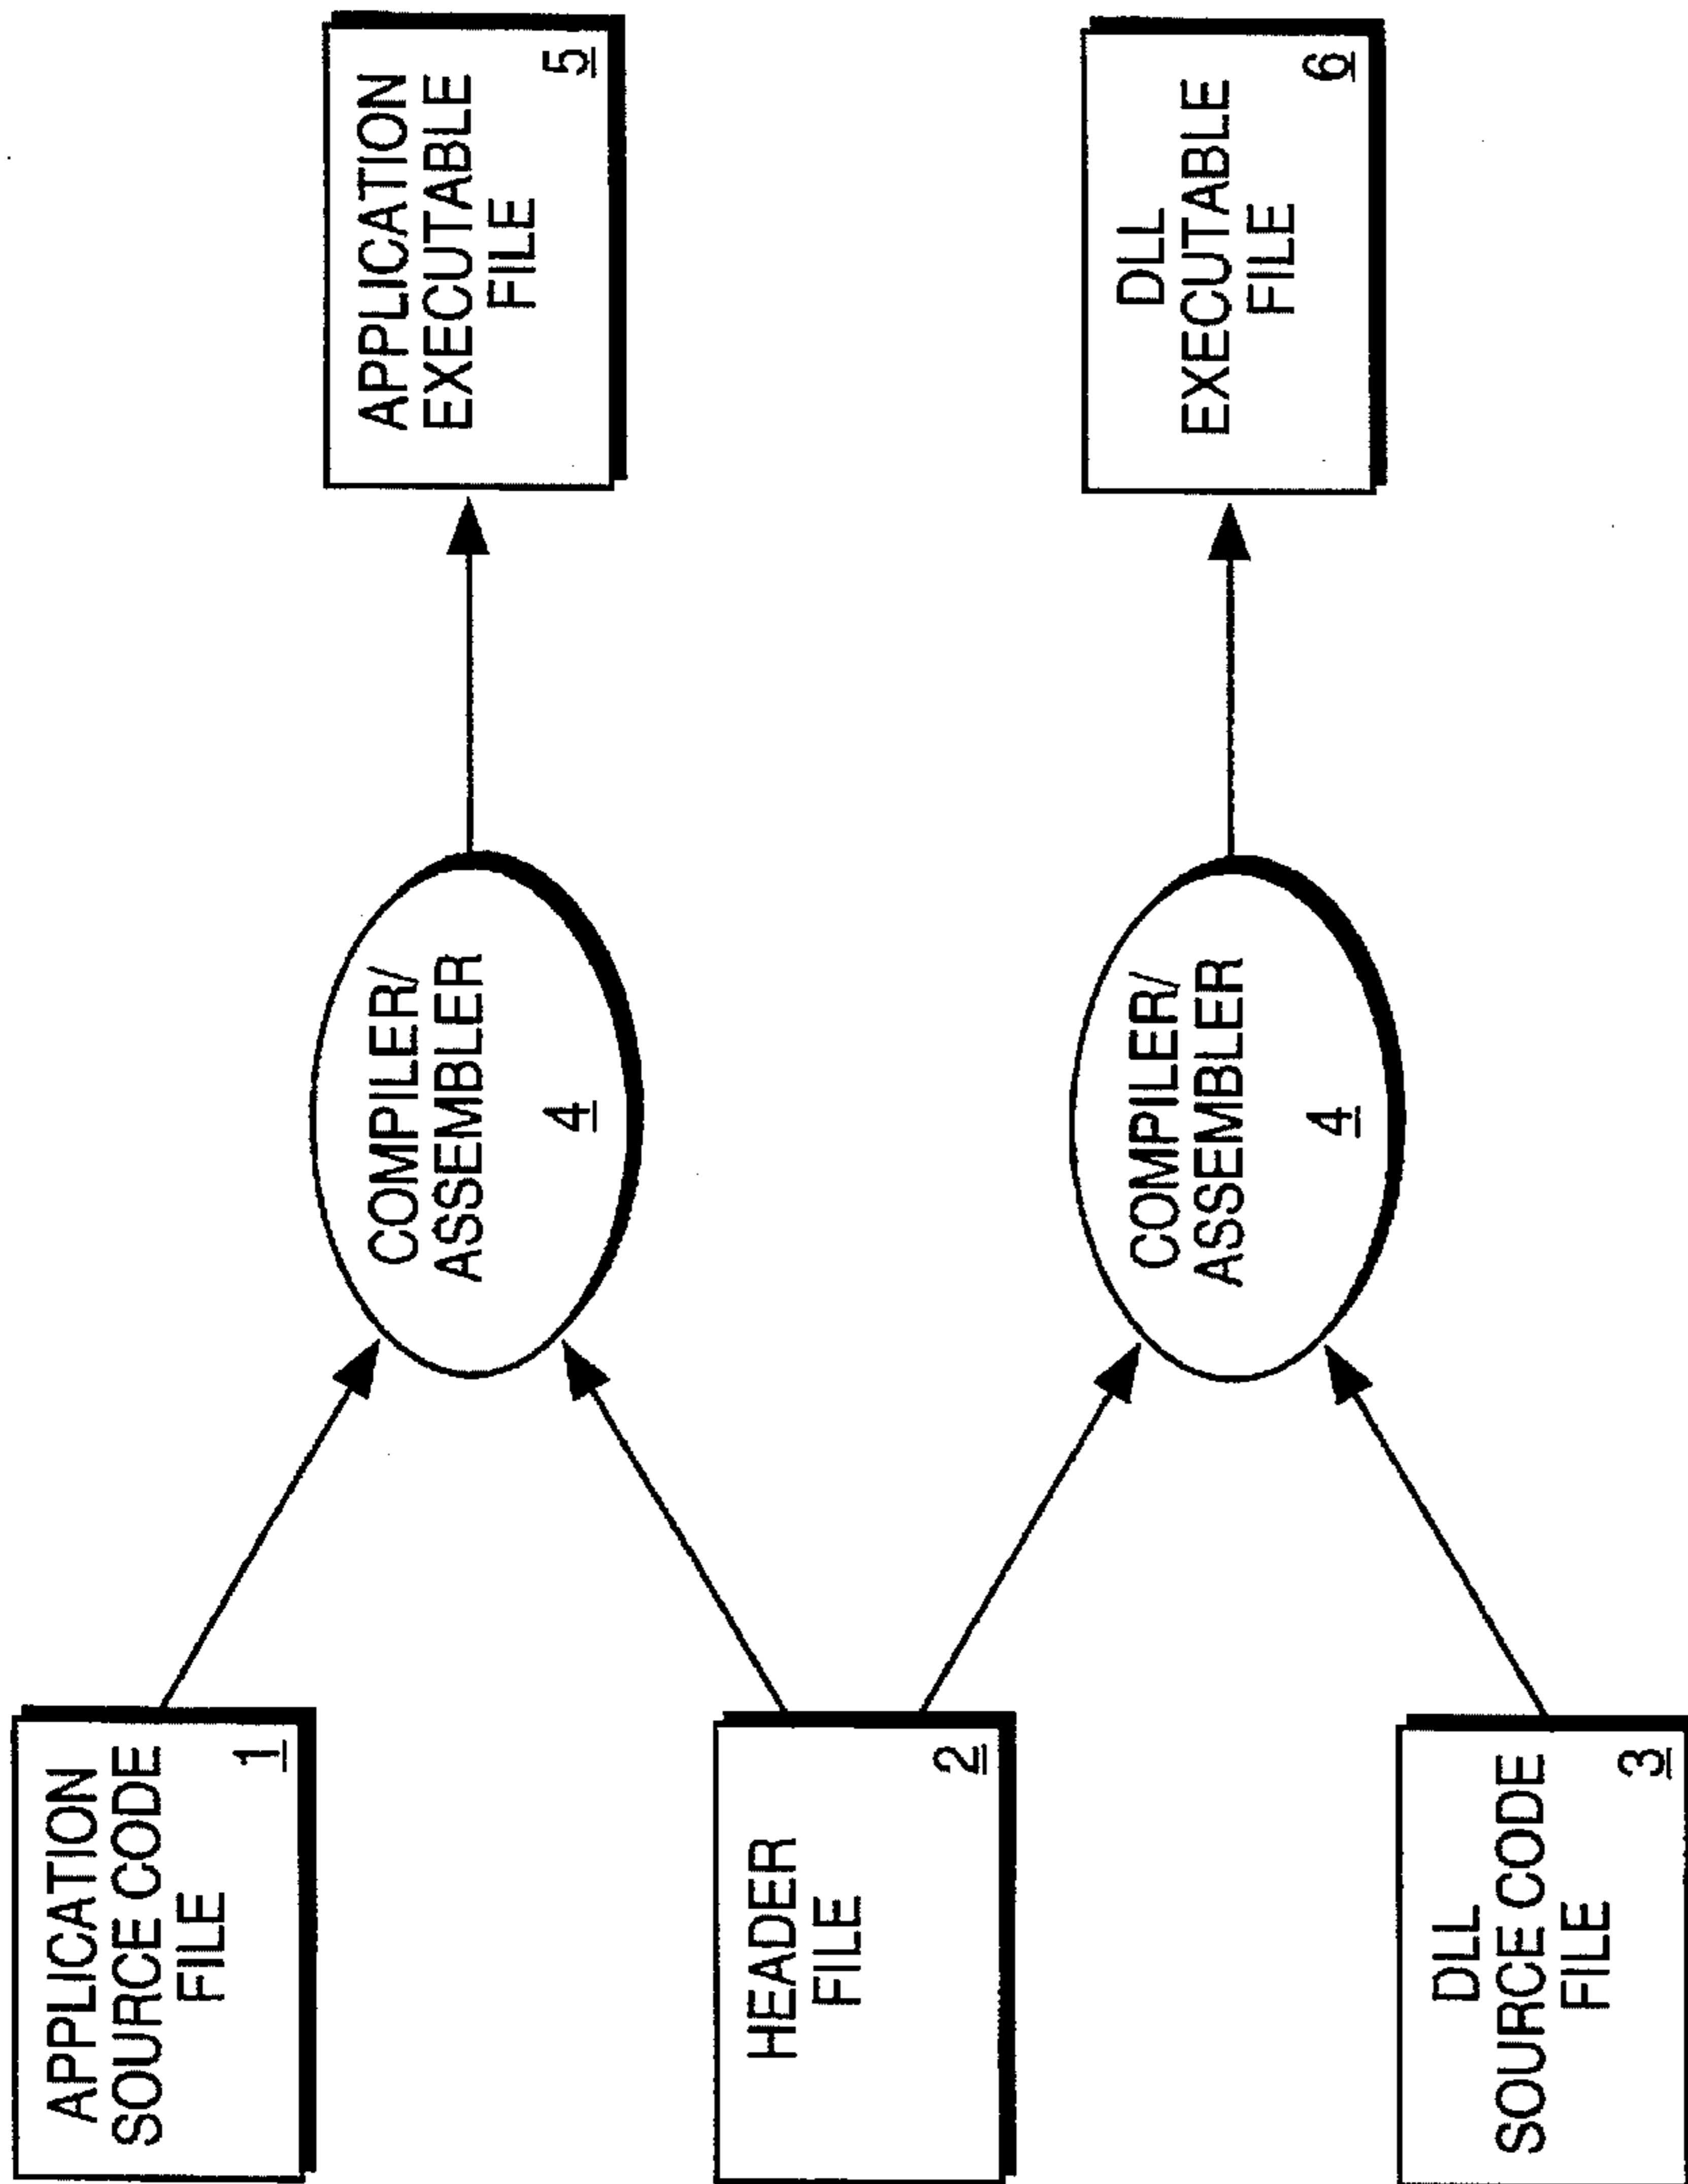 APPLICATION
SOURCE CODE
FILE
1
HEADER
FILE
2
DLL
SOURCE CODE
FILE
3
COMPILER/
ASSEMBLER
4
COMPILER/
ASSEMBLER
4
APPLICATION
EXECUTABLE
FILE
5
DLL
EXECUTABLE
FILE
6